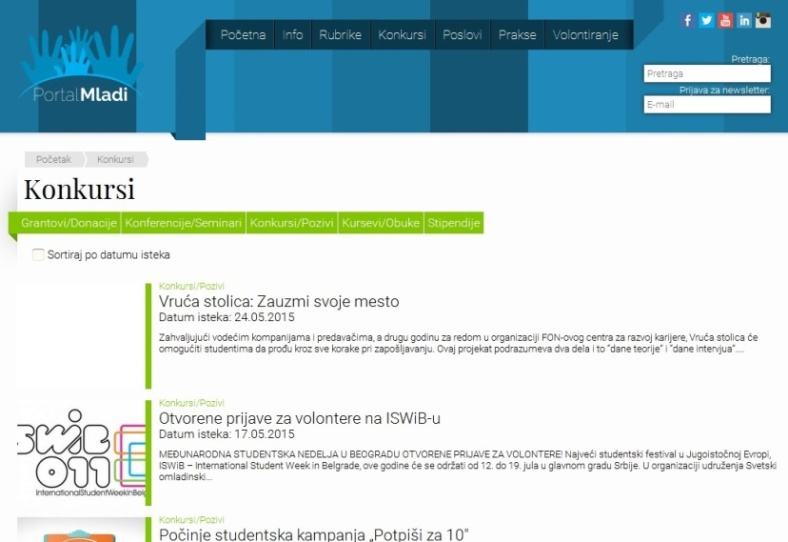 Početna Info Rubrike Konkursi Poslovi Prakse Volontiranje
Pretraga:
Pretraga
Prijava za newsletter:
E-mail
PortalMladi
Početak Konkursi
Konkursi
Grantovi/Donacije Konferencije/Seminari Konkursi/Pozivi Kursevi/Obuke Stipendije
Sortiraj po datumu isteka
Konkursi/Pozivi
Vruća stolica: Zauzmi svoje mesto
Datum isteka: 24.05.2015
Zahvaljujući vodećim kompanijama i predavačima, a drugu godinu za redom u organizaciji FON-ovog centra za razvoj karijere, Vruća stolica će
omogućiti studentima da prođu kroz sve korake pri zapošljavanju. Ovaj projekat podrazumeva dva dela i to "dane teorije" i "dane intervjua"....
Konkursi/Pozivi
Otvorene prijave za volontere na ISWiB-u
Datum isteka: 17.05.2015
MEĐUNARODNA STUDENTSKA NEDELJA U BEOGRADU OTVORENE PRIJAVE ZA VOLONTERE! Najveći studentski festival u Jugoistočnoj Evropi,
ISWiB – International Student Week in Belgrade, ove godine će se održati od 12. do 19. jula u glavnom gradu Srbije. U organizaciji udruženja Svetski
omladinski...
SWiB
011
InternationalStudentWeekinBelg
Konkursi/Pozivi
Počinje studentska kampanja „Potpiši za 10"